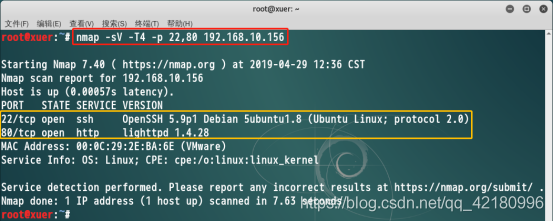 root@xuer: ~
文件(F) 编辑(E) 查看(V) 搜索(S) 终端(T) 帮助(H)
root@xuer:~# nmap -sV -T4 -p 22,80 192.168.10.156
Starting Nmap 7.40 ( https://nmap.org ) at 2019-04-29 12:36 CST
Nmap scan report for 192.168.10.156
Host is up (0.00057s latency).
PORT STATE SERVICE VERSION
22/tcp open ssh OpenSSH 5.9p1 Debian 5ubuntu1.8 (Ubuntu Linux; protocol 2.0)
80/tcp open http lighttpd 1.4.28
MAC Address: 00:0C:29:2E:BA:6E (VMware)
Service Info: OS: Linux; CPE: cpe:/o:linux:linux_kernel
Service detection performed. Please report any incorrect results at https://nmap.org/submit/ .
Nmap done: 1 IP address (1 host up) scanned in 7.63 seconds
root@xuer:~#
https://blog.csdn.net/qq_42180996